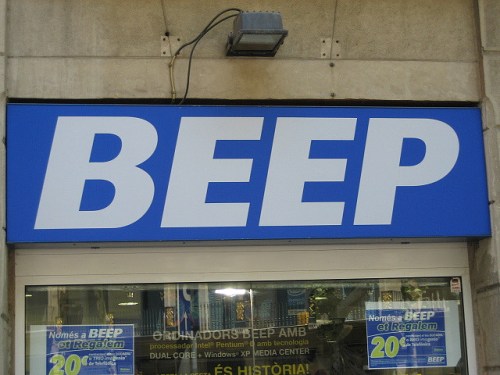 BEEP
Només a BEEP
et Regalem
20€
ORDINADORS BEEP AMB
processador Intel® Pentium® amb tecnologia
DUAL CORE + Windows® XP MEDIA CENTER
ÉS HISTÒRIA!
Només a BEEP
et Regalem
20€